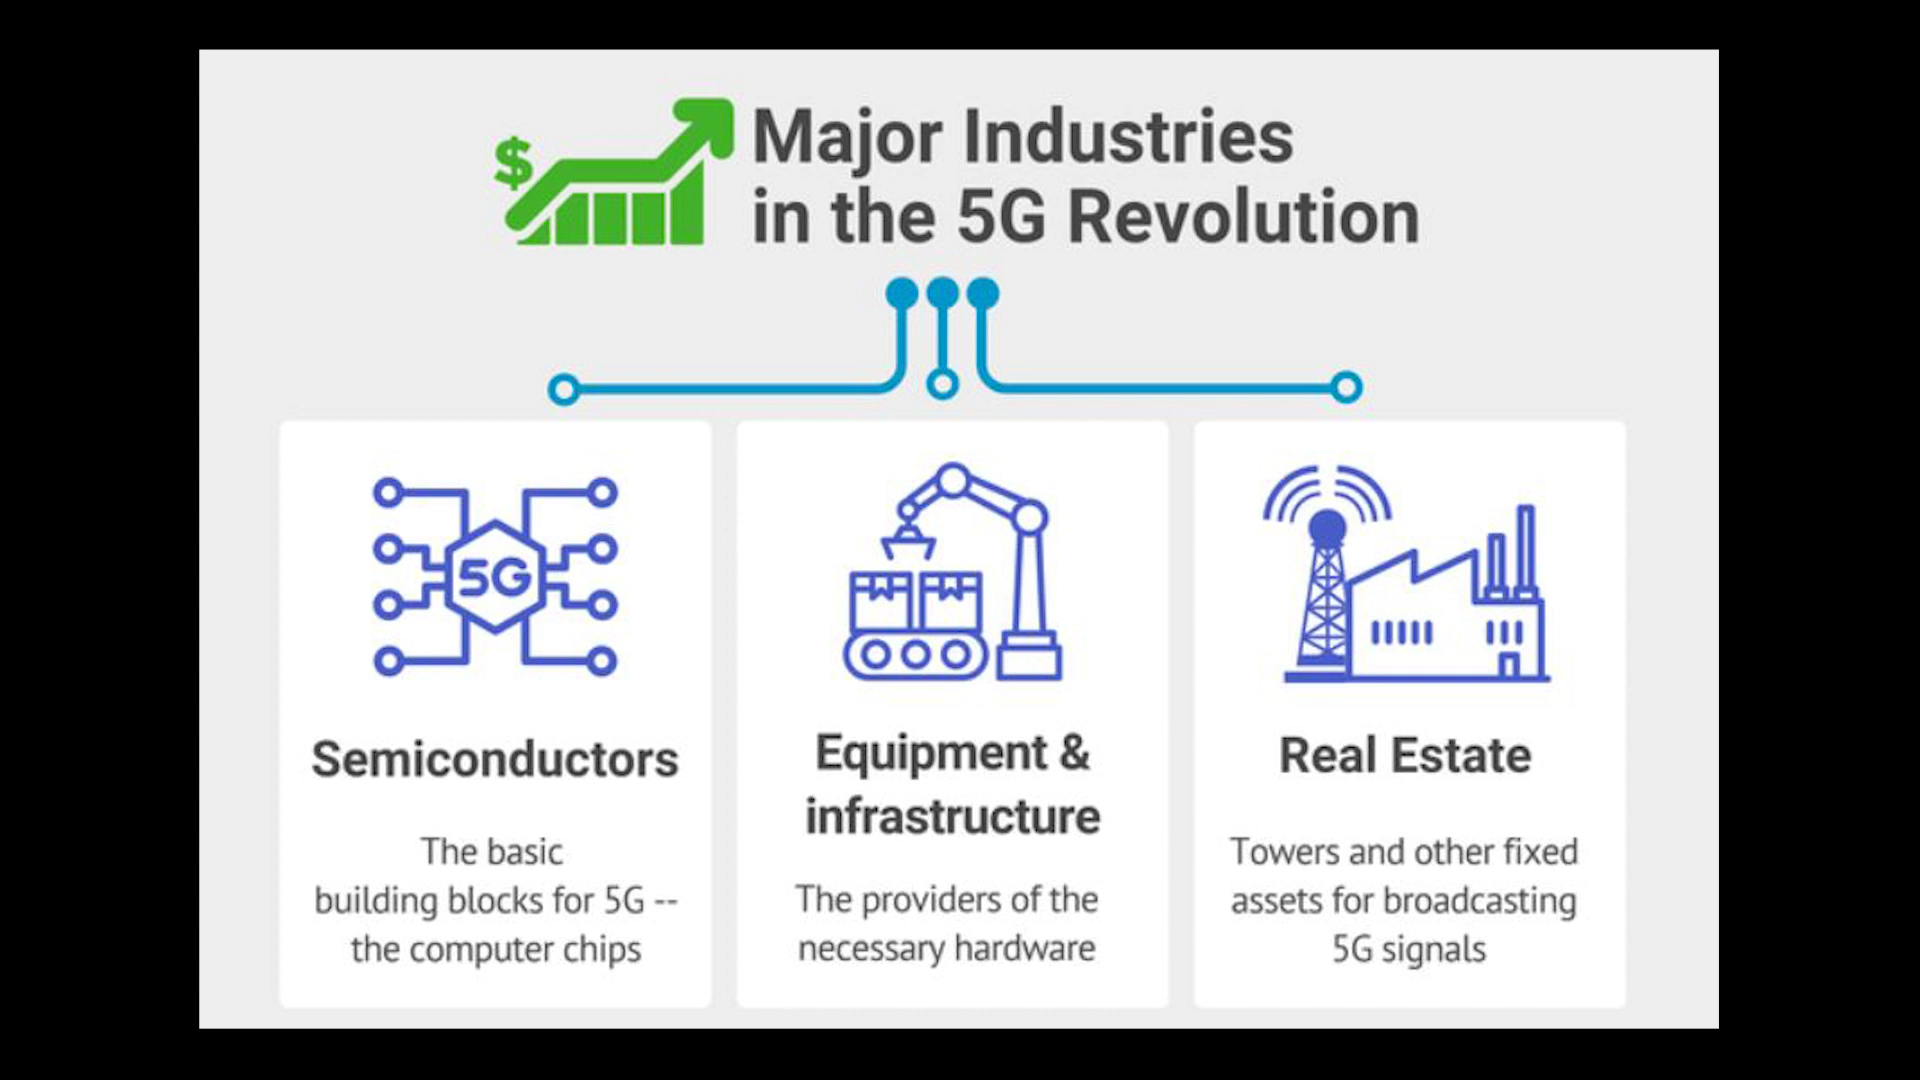 $
Major Industries
in the 5G Revolution
5G
Semiconductors
The basic
building blocks for 5G --
the computer chips
Equipment &
infrastructure
The providers of the
necessary hardware
Real Estate
Towers and other fixed
assets for broadcasting
5G signals